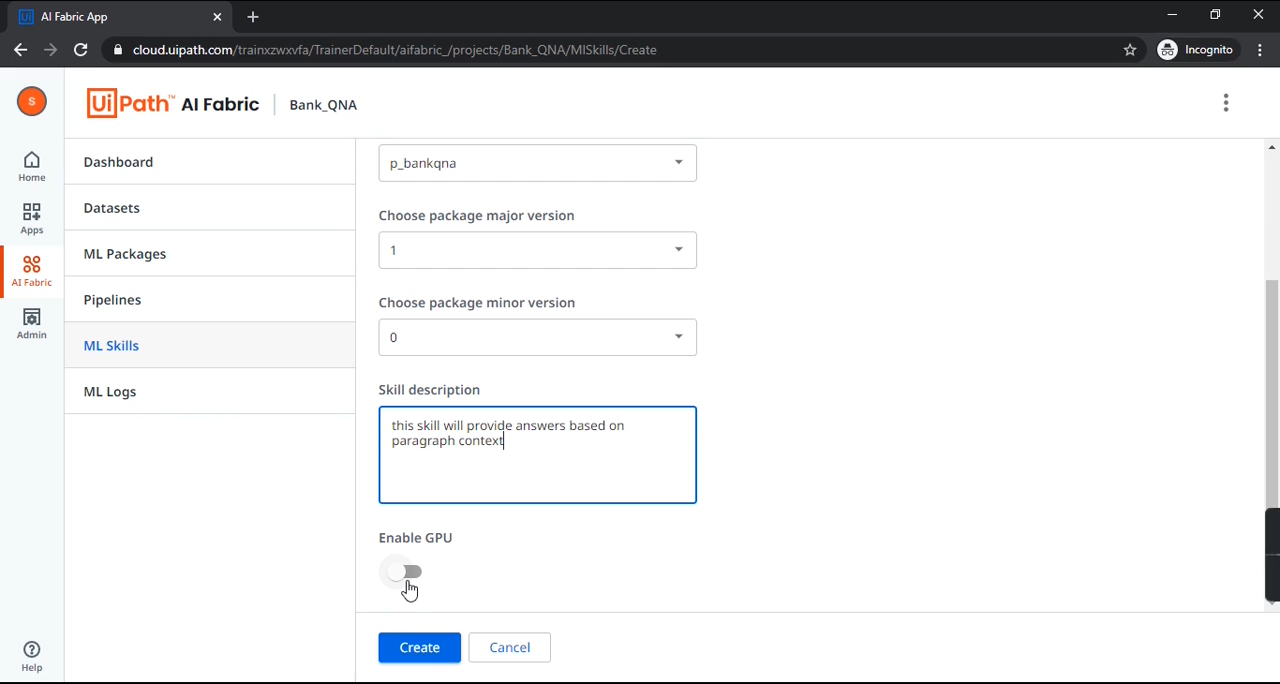 Ui AI Fabric App
cloud.uipath.com/trainxzwxvfa/TrainerDefault/aifabric_/projects/Bank_QNA/MlSkills/Create
Incognito
S
UiPath™ AI Fabric
Bank_QNA
Home
Apps
AI Fabric
Admin
Help
Dashboard
Datasets
ML Packages
Pipelines
ML Skills
ML Logs
p_bankqna
Choose package major version
1
Choose package minor version
0
Skill description
this skill will provide answers based on
paragraph context
Enable GPU
Create
Cancel